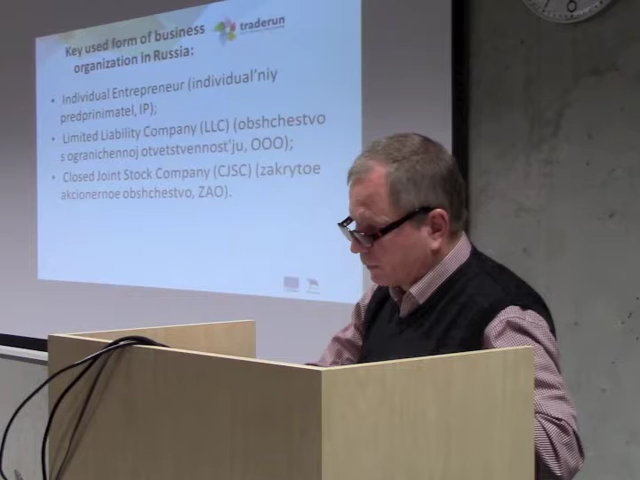 traderun
Key used form of business
organization in Russia:
• Individual Entrepreneur (individual'niy
predprinimatel, IP);
• Limited Liability Company (LLC) (obshchestvo
s ogranichennoj otvetstvennost'ju, OOO);
• Closed Joint Stock Company (CJSC) (zakrytoe
akcionernoe obshchestvo, ZAO).
6